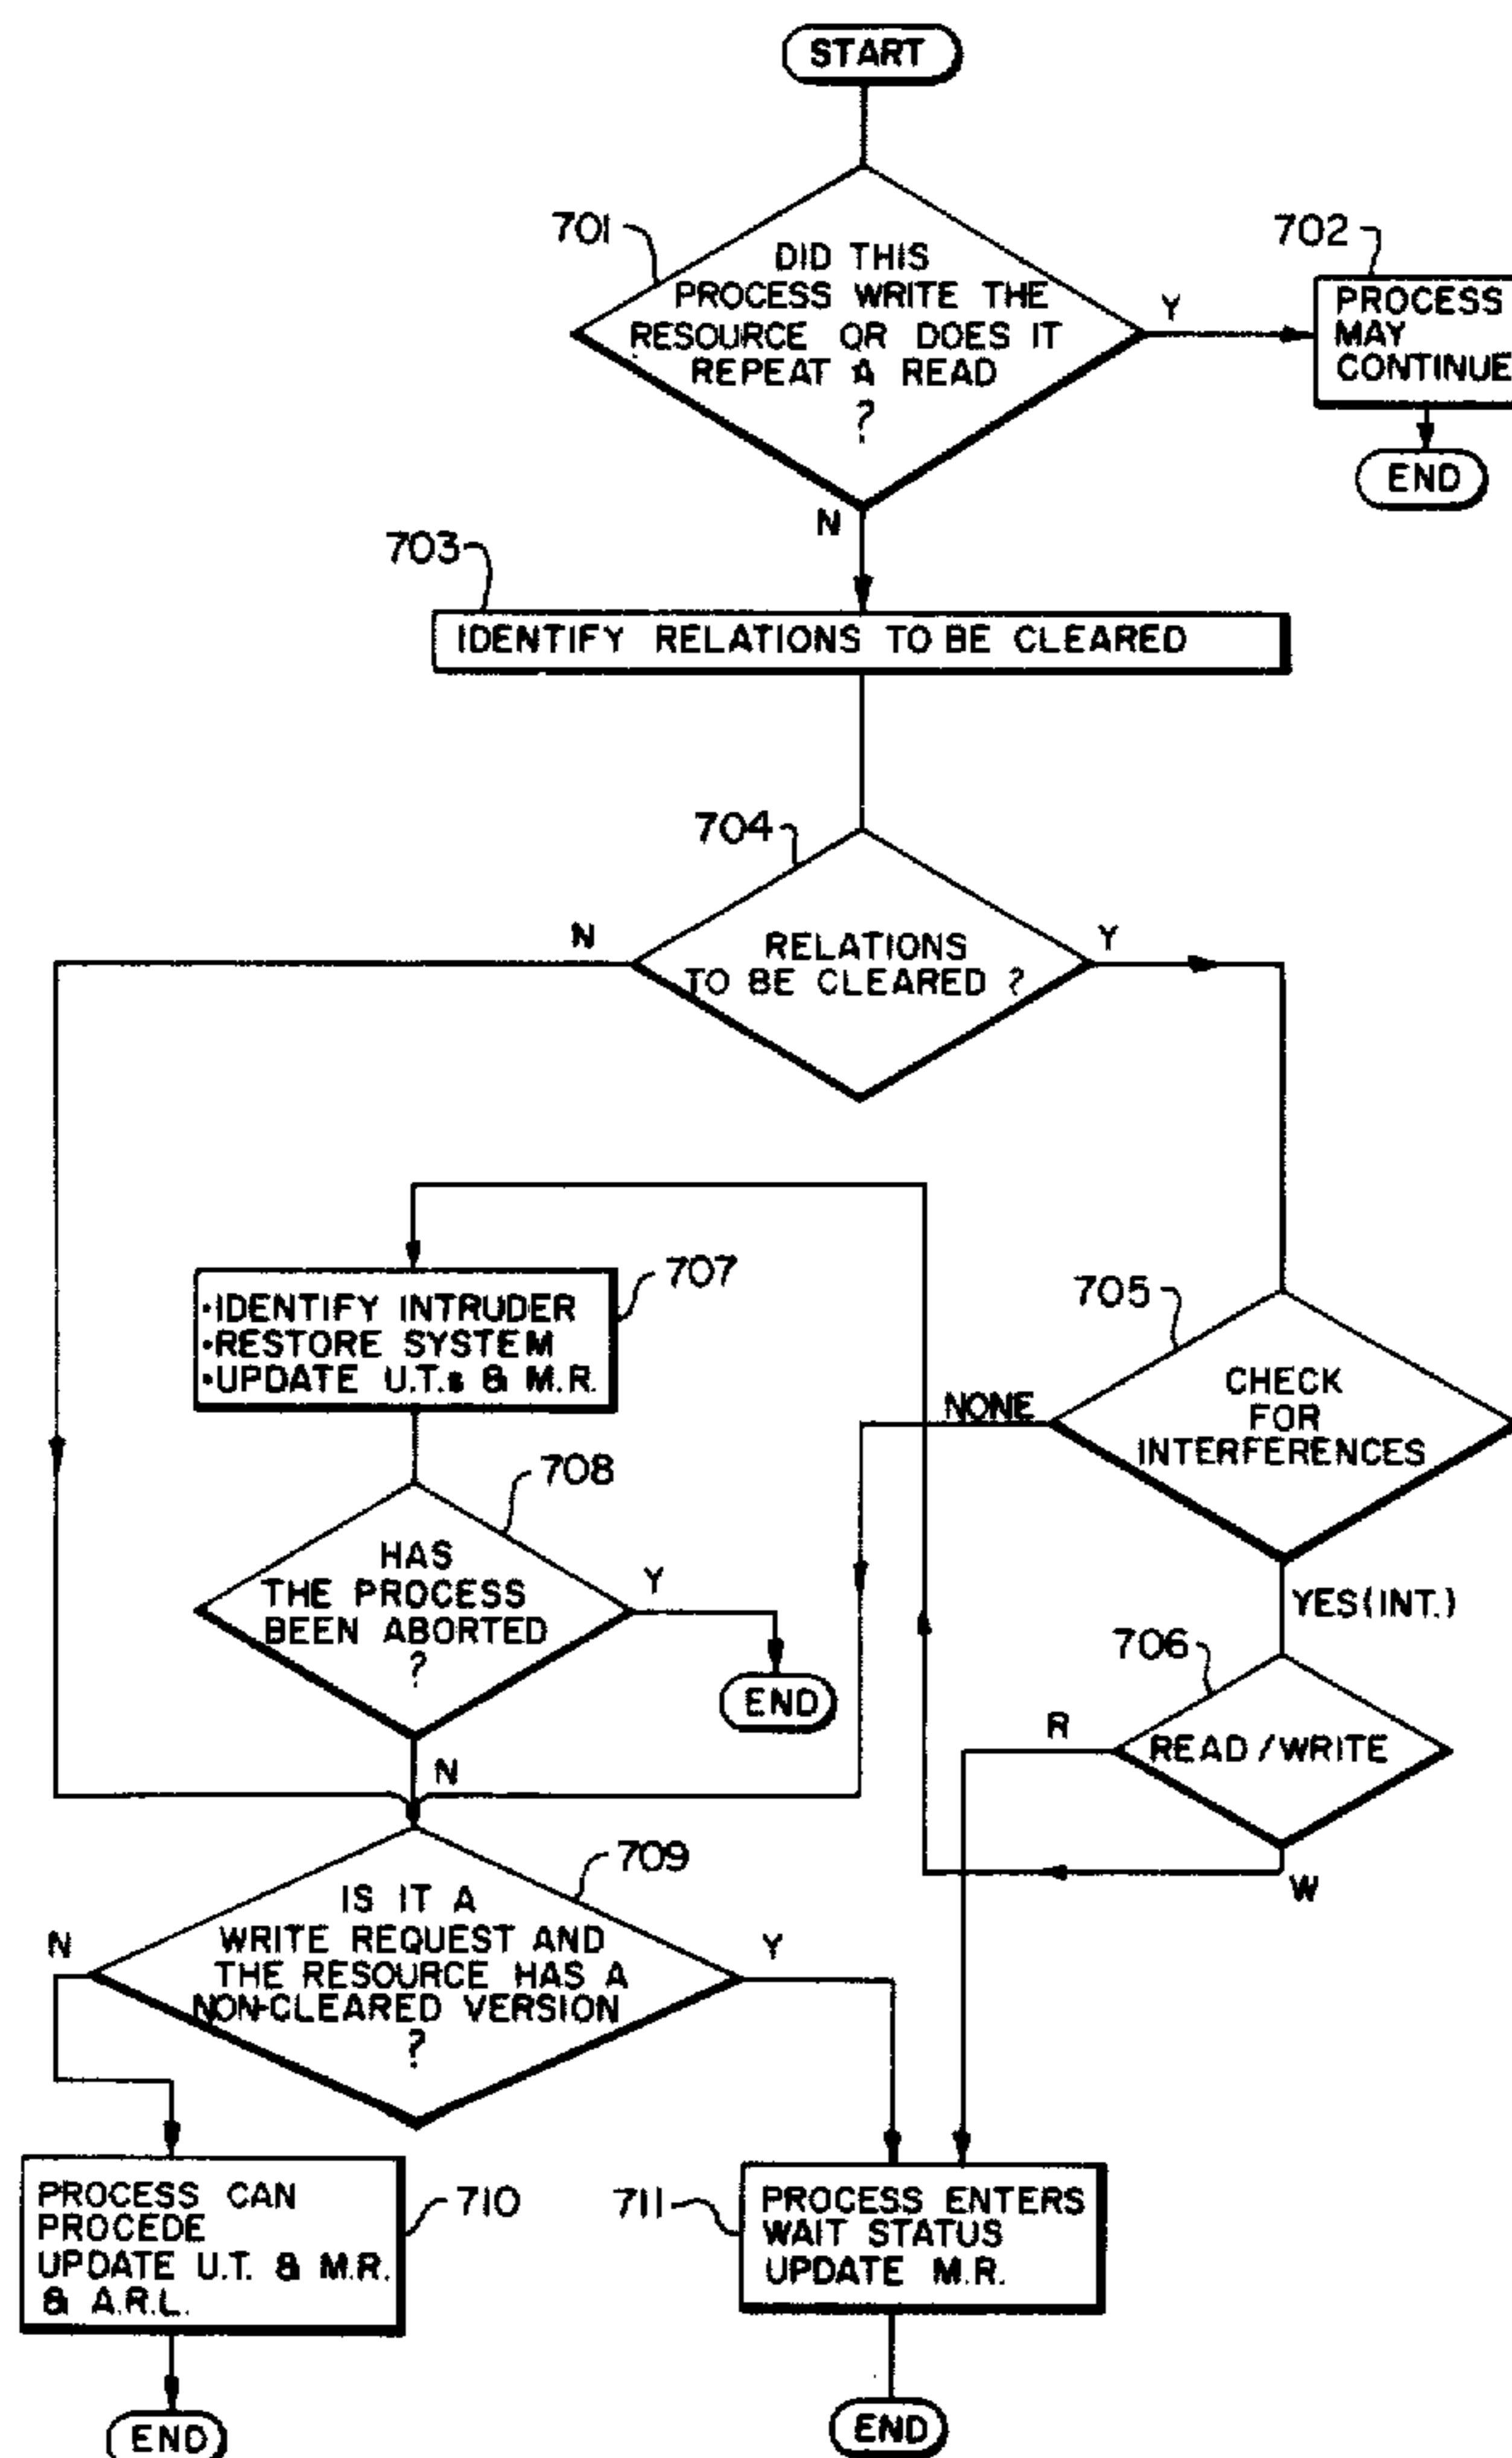 START
701
DID THIS
PROCESS WRITE THE
RESOURCE OR DOES IT
REPEAT A READ
?
Y
702
PROCESS
MAY
CONTINUE
END
N
703
IDENTIFY RELATIONS TO BE CLEARED
704
RELATIONS
TO BE CLEARED ?
N
Y
707
•IDENTIFY INTRUDER
•RESTORE SYSTEM
•UPDATE U.T.s & M.R.
705
CHECK
FOR
INTERFERENCES
NONE
YES(INT.)
708
HAS
THE PROCESS
BEEN ABORTED
?
Y
END
N
706
READ/WRITE
R
W
709
IS IT A
WRITE REQUEST AND
THE RESOURCE HAS A
NON-CLEARED VERSION
?
N
Y
PROCESS CAN
PROCEDE
UPDATE U.T. & M.R.
& A.R.L.
710
END
711
PROCESS ENTERS
WAIT STATUS
UPDATE M.R.
END